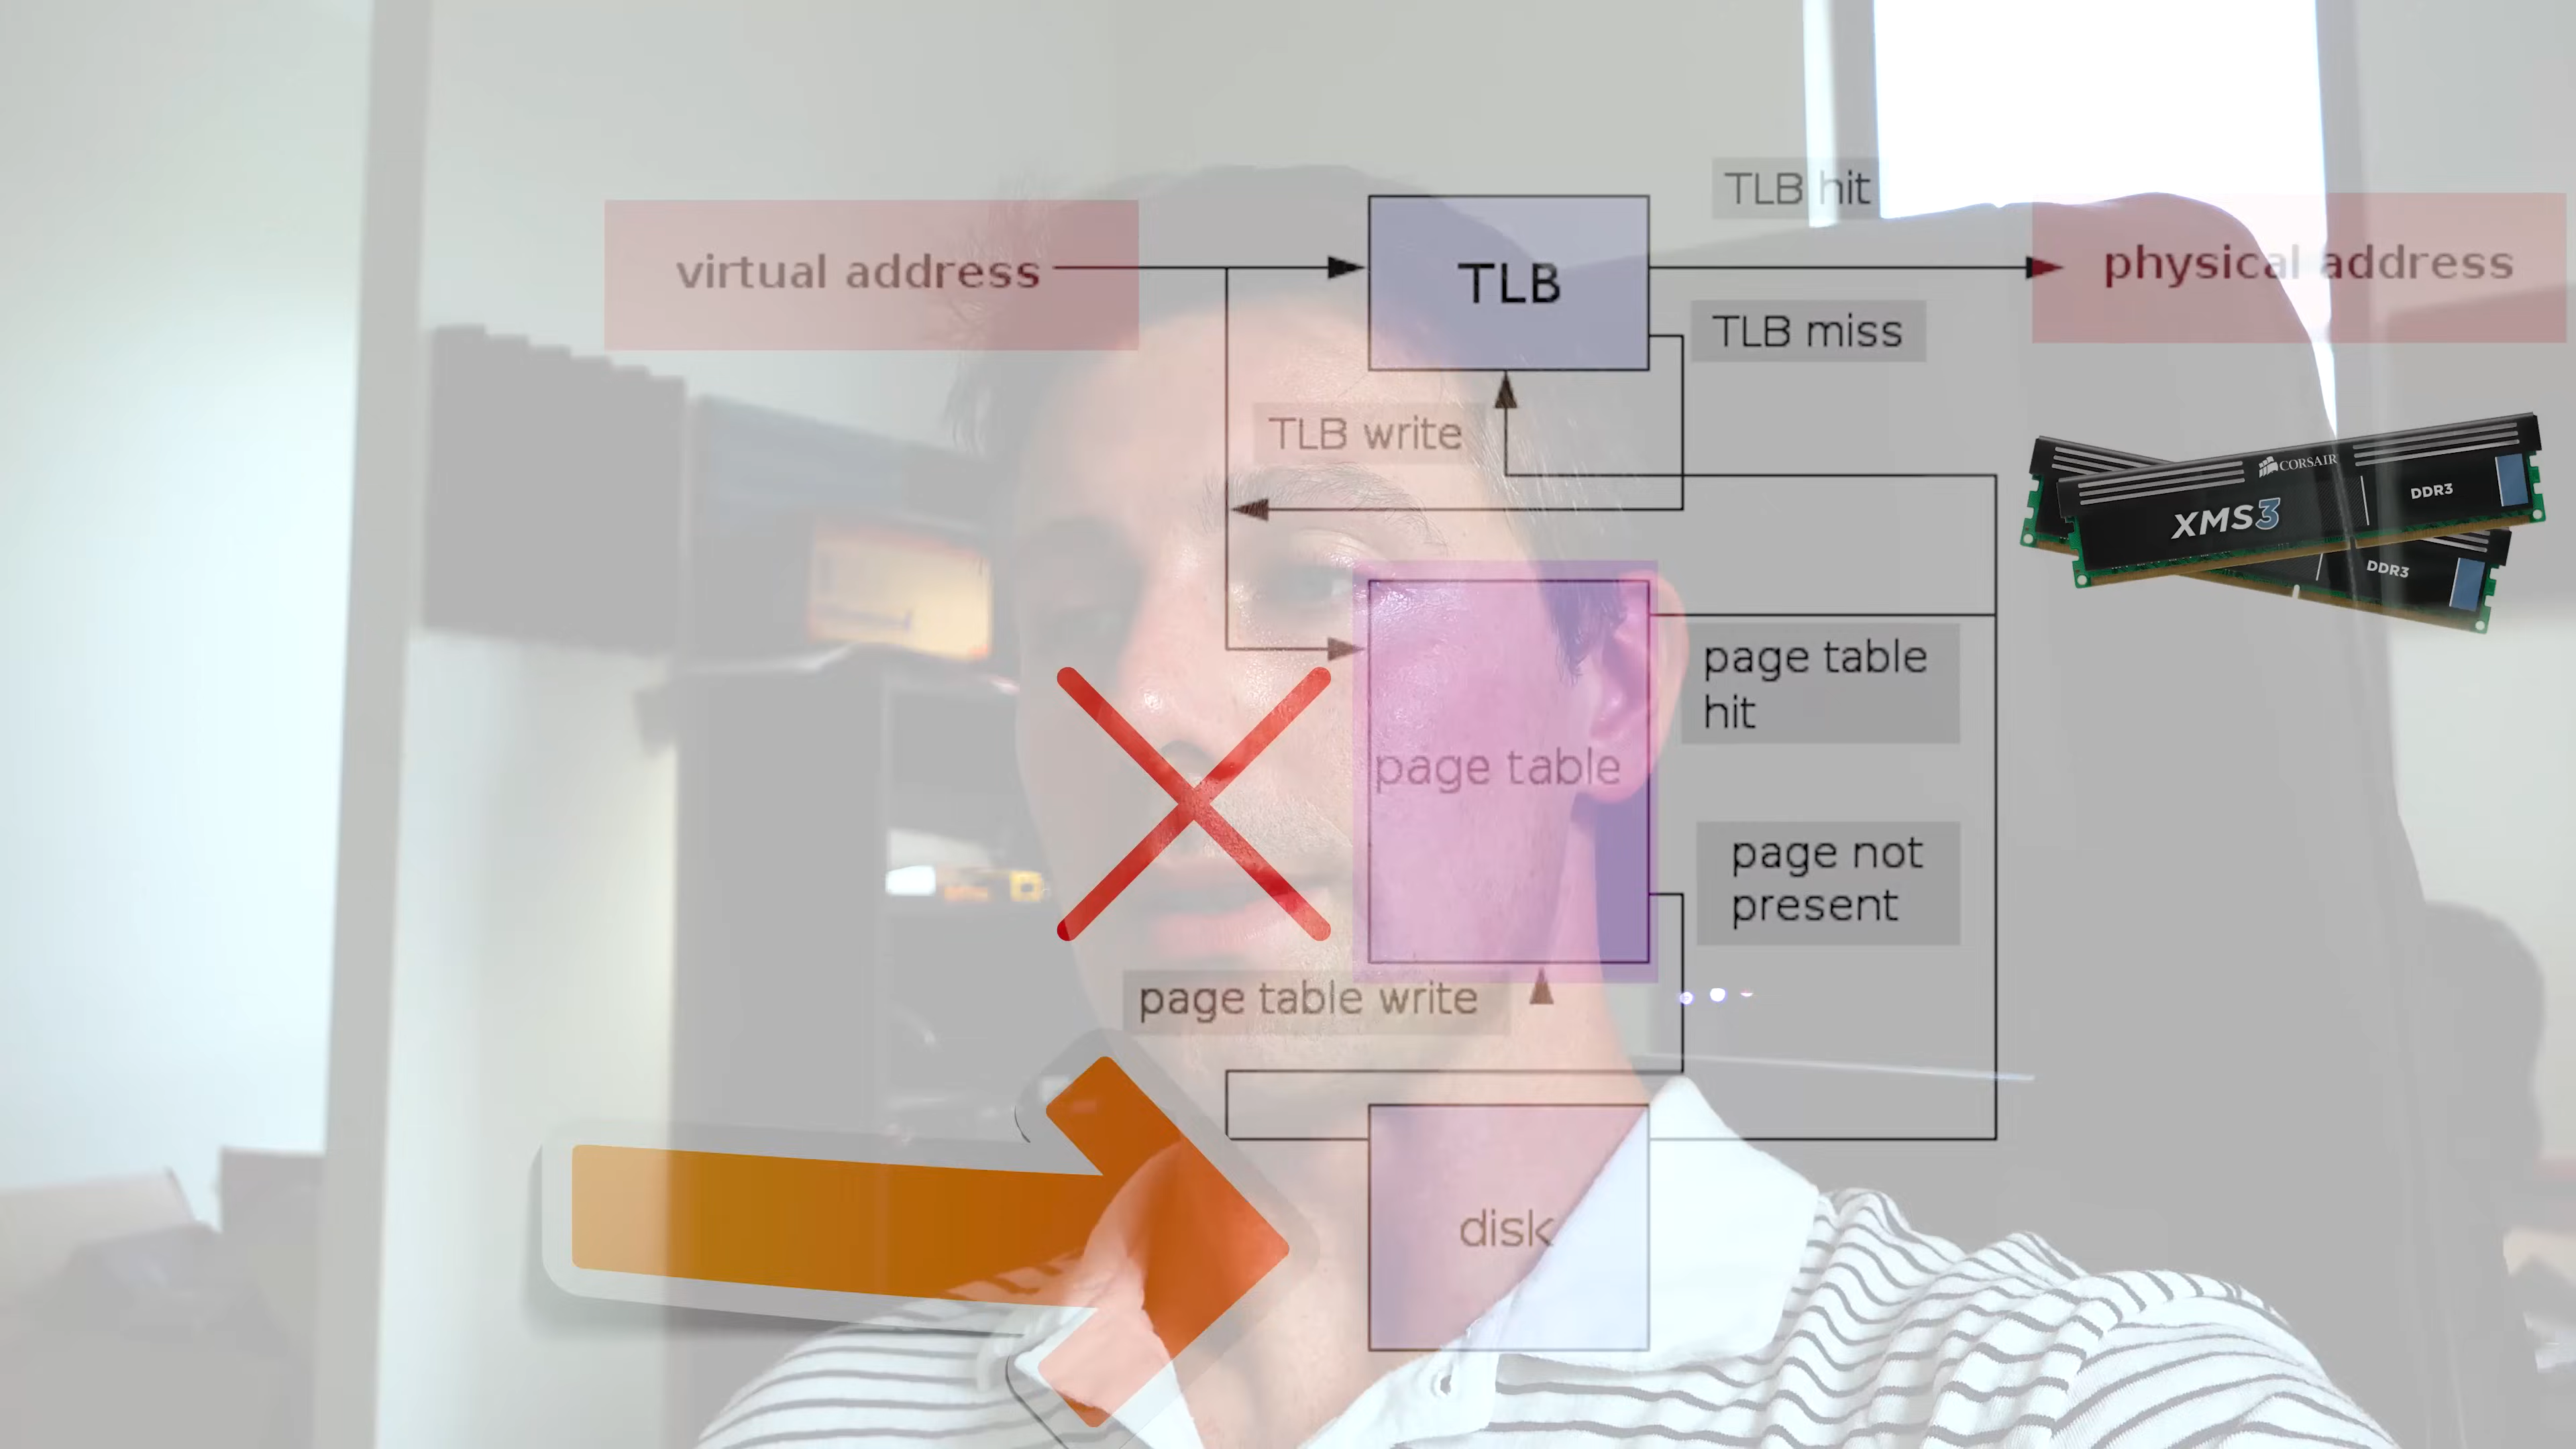 TLB hit
virtual address
TLB
physical address
TLB miss
TLB write
CORSAIR
XMS3
DDR3
DDR3
page table
hit
page table
page not
present
page table write
disk